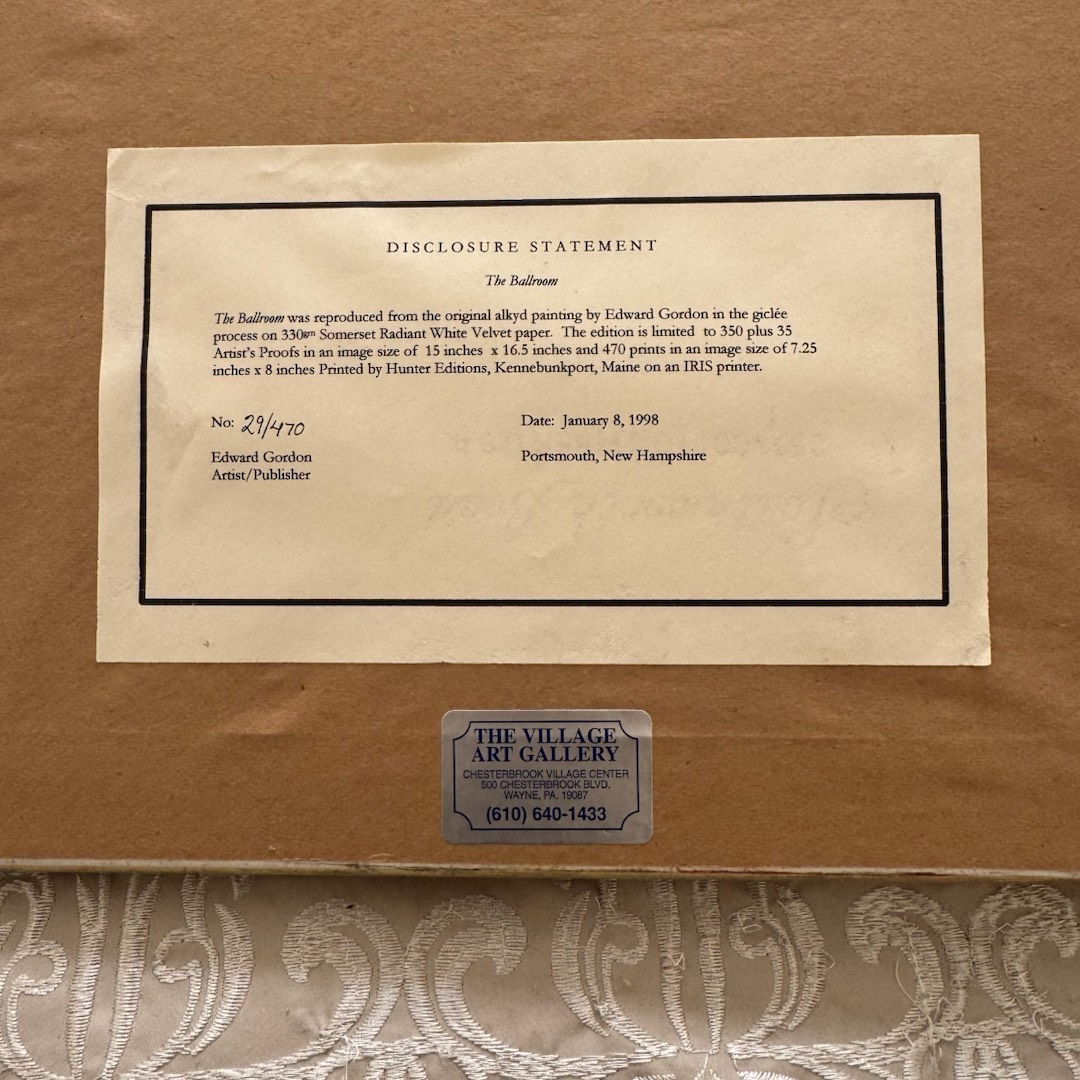 DISCLOSURE STATEMENT
The Ballroom
The Ballroom was reproduced from the original alkyd painting by Edward Gordon in the giclée
process on 330gm Somerset Radiant White Velvet paper. The edition is limited to 350 plus 35
Artist's Proofs in an image size of 15 inches x 16.5 inches and 470 prints in an image size of 7.25
inches x 8 inches Printed by Hunter Editions, Kennebunkport, Maine on an IRIS printer.
No: 29/470
Date: January 8, 1998
Edward Gordon
Portsmouth, New Hampshire
Artist/Publisher
THE VILLAGE
ART GALLERY
CHESTERBROOK VILLAGE CENTER
500 CHESTERBROOK BLVD.
WAYNE, PA. 19087
(610) 640-1433